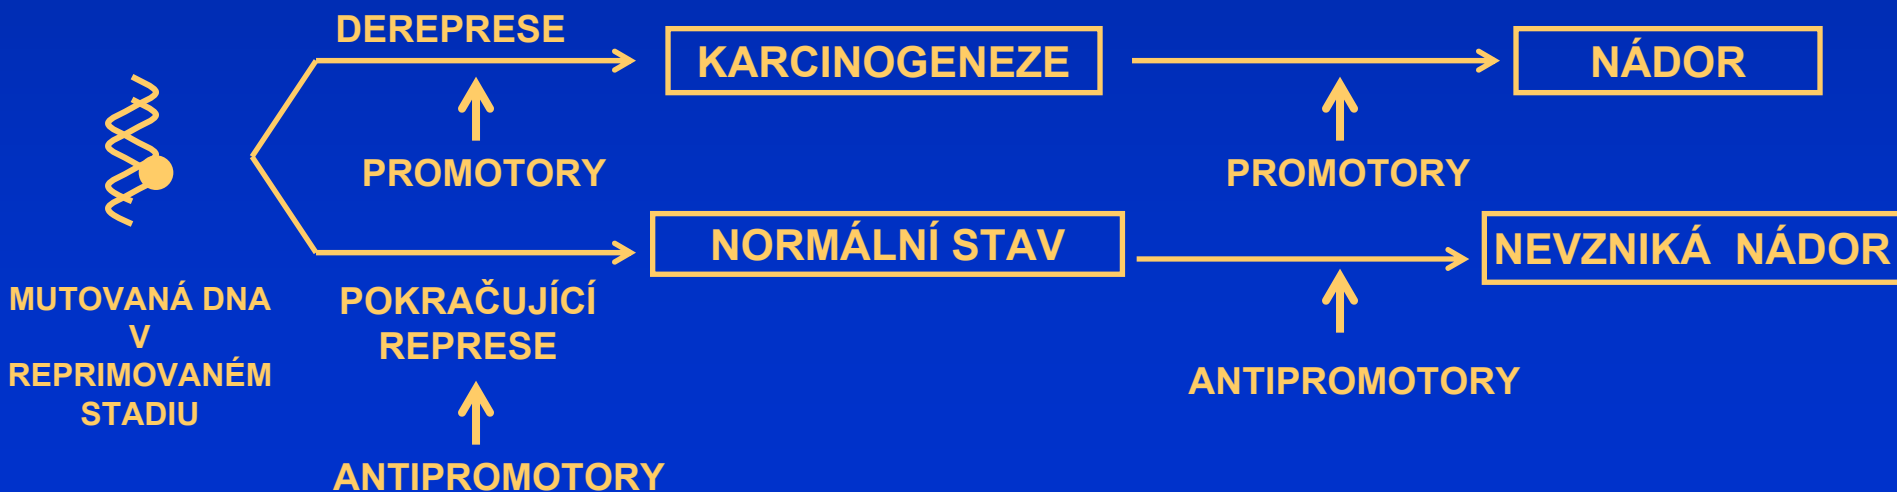 DEREPRESE
KARCINOGENEZE
NÁDOR
PROMOTORY
PROMOTORY
NORMÁLNÍ STAV
NEVZNIKÁ NÁDOR
MUTOVANÁ DNA
V
REPRIMOVANÉM
STADIU
POKRAČUJÍCÍ
REPRESE
ANTIPROMOTORY
ANTIPROMOTORY